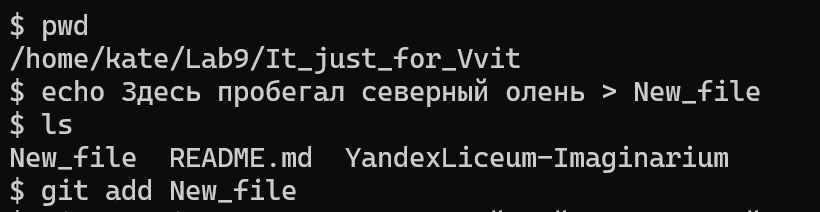 $ pwd
/home/kate/Lab9/It_just_for_Vvit
$ echo Здесь пробегал северный олень > New_file
$ ls
New_file  README.md  YandexLiceum-Imaginarium
$ git add New_file